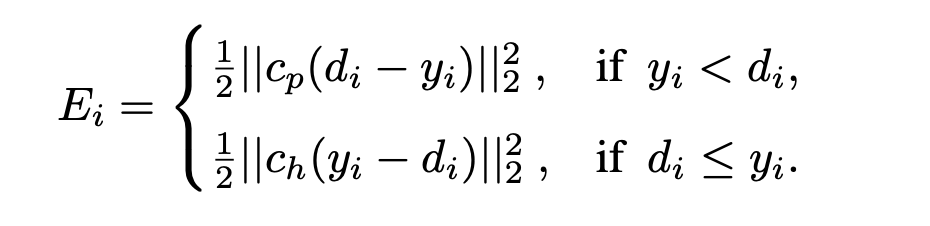 E_i = { ½||c_p(d_i − y_i)||₂² , if y_i < d_i,
½||c_h(y_i − d_i)||₂² , if d_i ≤ y_i.